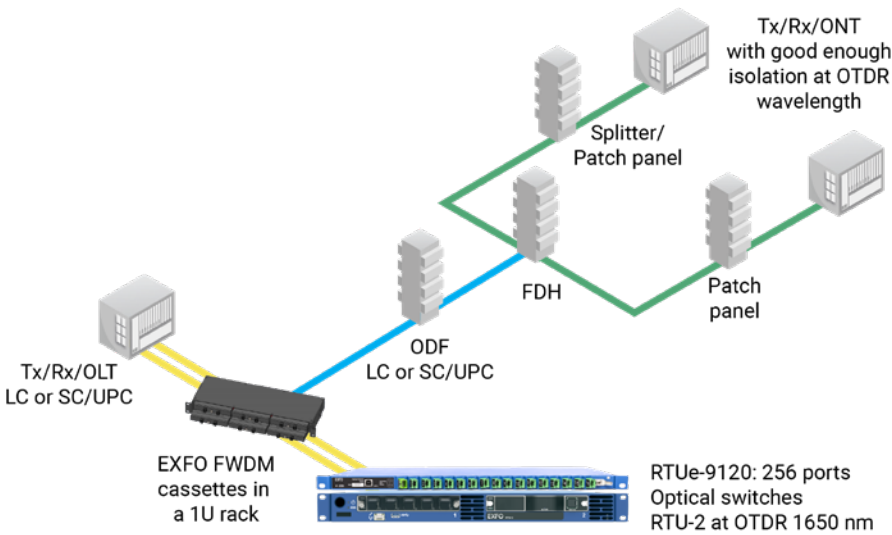 Tx/Rx/ONT
with good enough
isolation at OTDR
wavelength
Splitter/
Patch panel
FDH
Patch
panel
ODF
LC or SC/UPC
Tx/Rx/OLT
LC or SC/UPC
EXFO FWDM
cassettes in
a 1U rack
RTUe-9120: 256 ports
Optical switches
RTU-2 at OTDR 1650 nm
EXFO
1
2